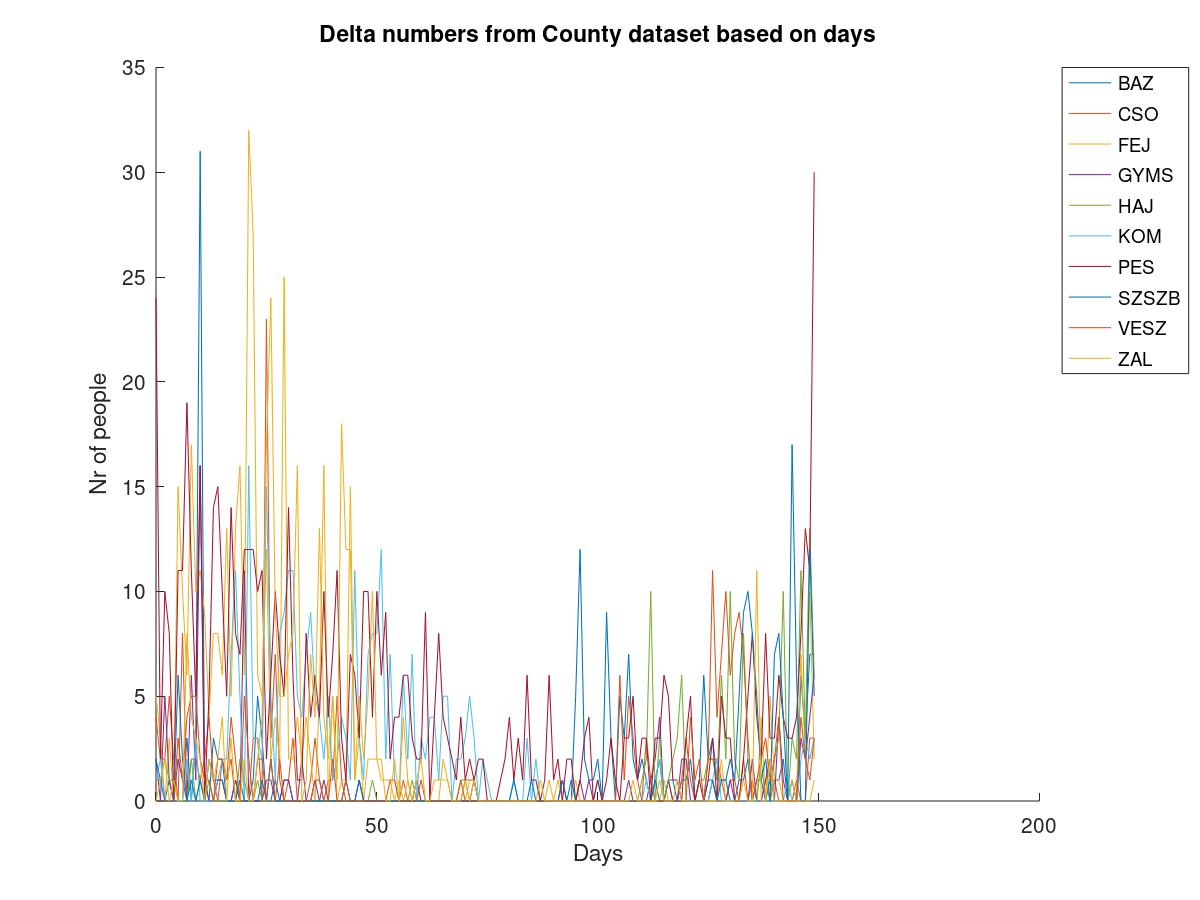 Delta numbers from County dataset based on days
35
30
25
20
15
10
5
0
0 50 100 150 200
Nr of people
Days
BAZ
CSO
FEJ
GYMS
HAJ
KOM
PES
SZSZB
VESZ
ZAL